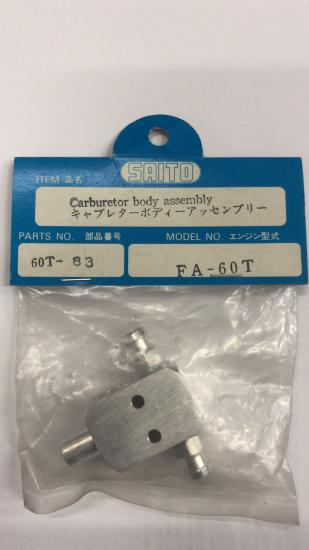 SAITO
ITEM 品名
Carburetor body assembly
キャブレターボディーアッセンブリー
PARTS NO. 部品番号 MODEL NO. エンジン型式
60T-83 FA-60T